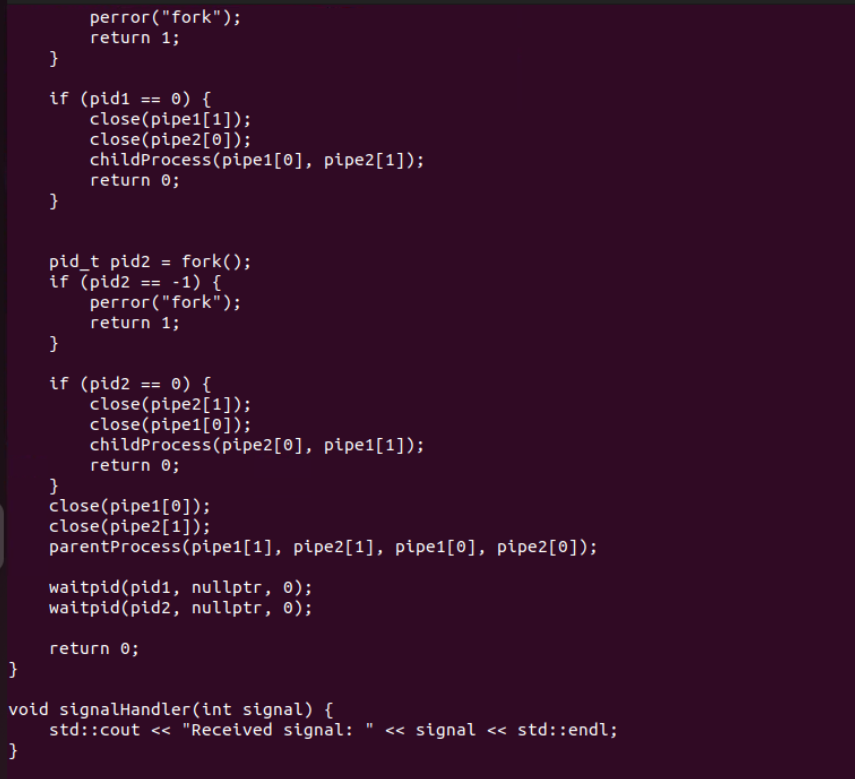 perror("fork");
        return 1;
    }

    if (pid1 == 0) {
        close(pipe1[1]);
        close(pipe2[0]);
        childProcess(pipe1[0], pipe2[1]);
        return 0;
    }


    pid_t pid2 = fork();
    if (pid2 == -1) {
        perror("fork");
        return 1;
    }

    if (pid2 == 0) {
        close(pipe2[1]);
        close(pipe1[0]);
        childProcess(pipe2[0], pipe1[1]);
        return 0;
    }
    close(pipe1[0]);
    close(pipe2[1]);
    parentProcess(pipe1[1], pipe2[1], pipe1[0], pipe2[0]);

    waitpid(pid1, nullptr, 0);
    waitpid(pid2, nullptr, 0);

    return 0;
}

void signalHandler(int signal) {
    std::cout << "Received signal: " << signal << std::endl;
}